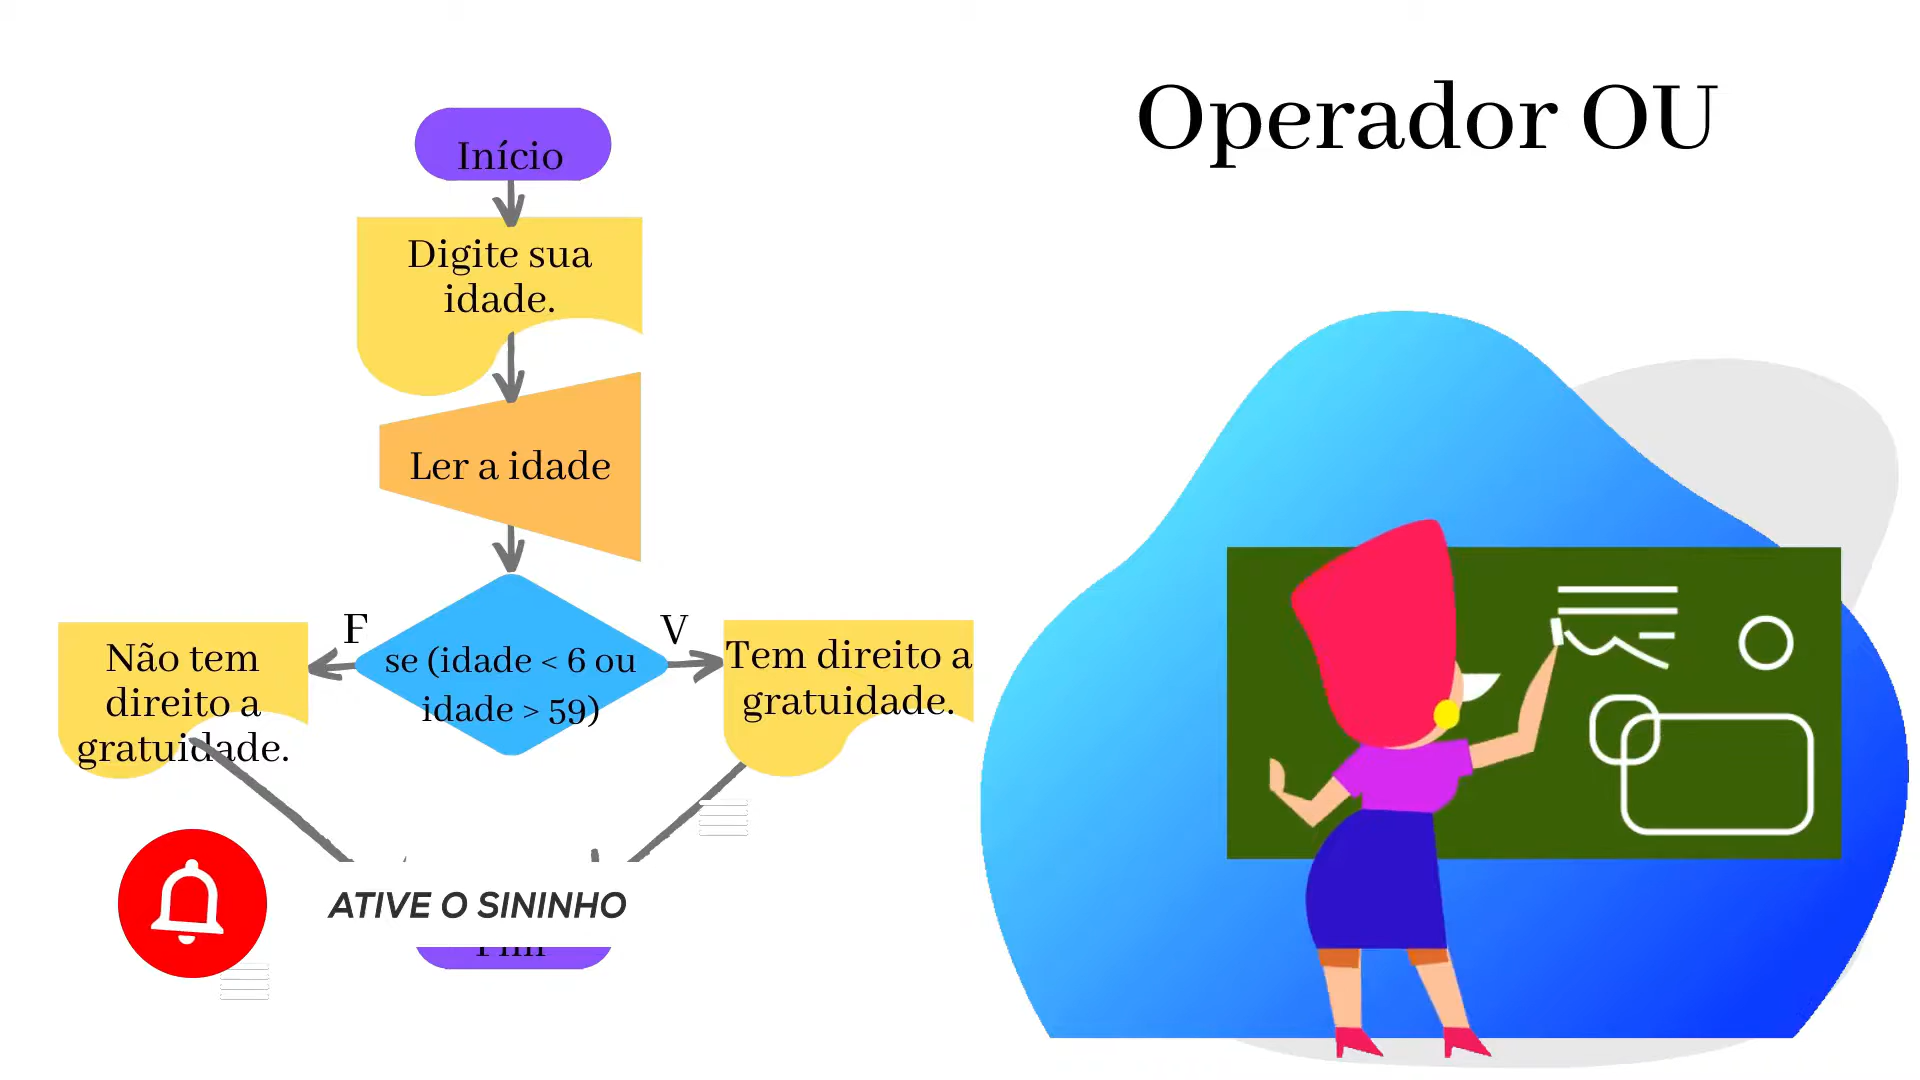 Operador OU
Início
Digite sua
idade.
Ler a idade
F
V
se (idade < 6 ou
idade > 59)
Não tem
direito a
gratuidade.
Tem direito a
gratuidade.
ATIVE O SININHO
Fim